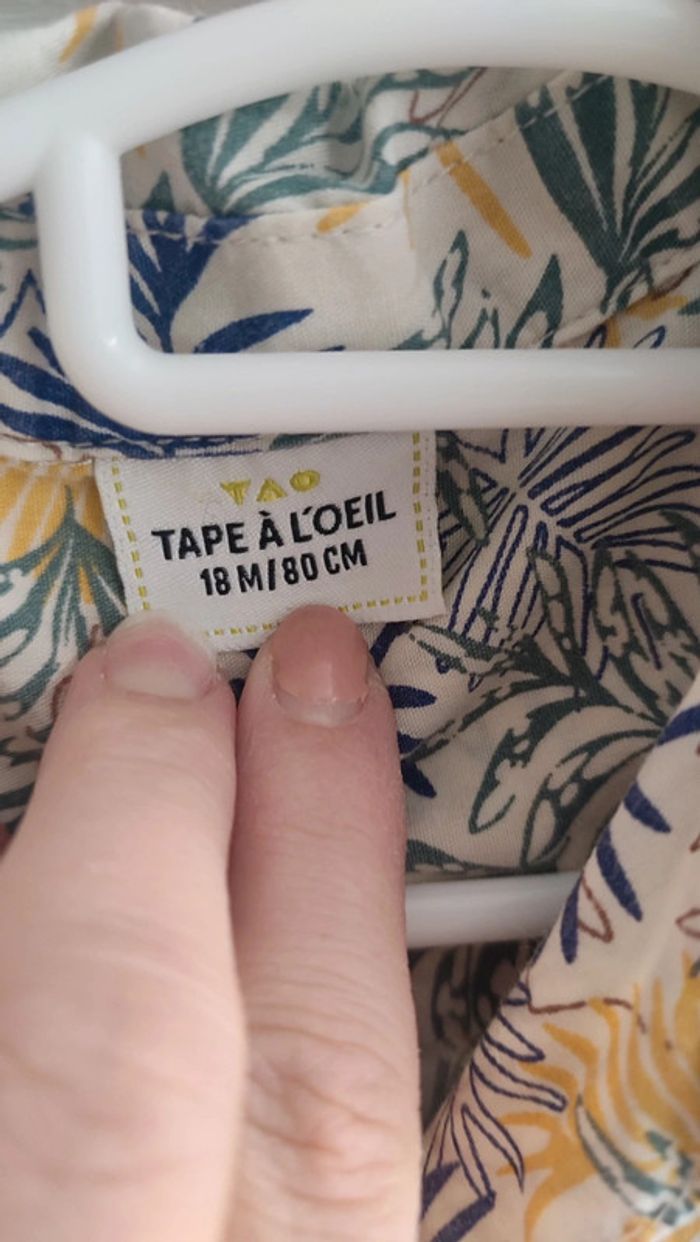 TAO
TAPE À L'OEIL
18 M/80 CM